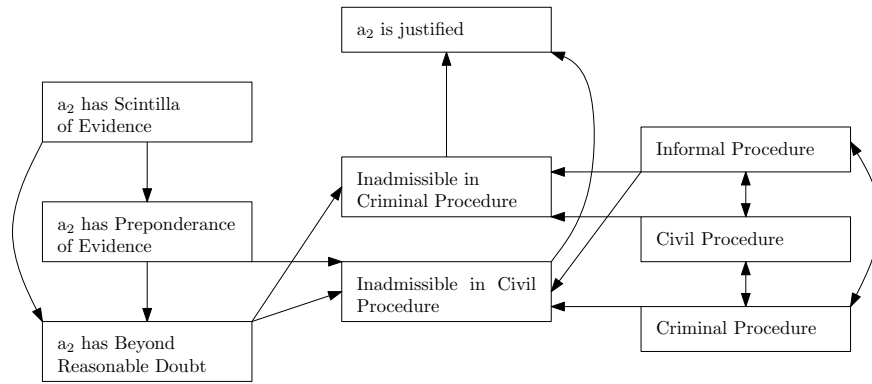 a₂ is justified
a₂ has Scintilla
of Evidence
Informal Procedure
Inadmissible in
Criminal Procedure
a₂ has Preponderance
of Evidence
Civil Procedure
Inadmissible in Civil
Procedure
Criminal Procedure
a₂ has Beyond
Reasonable Doubt